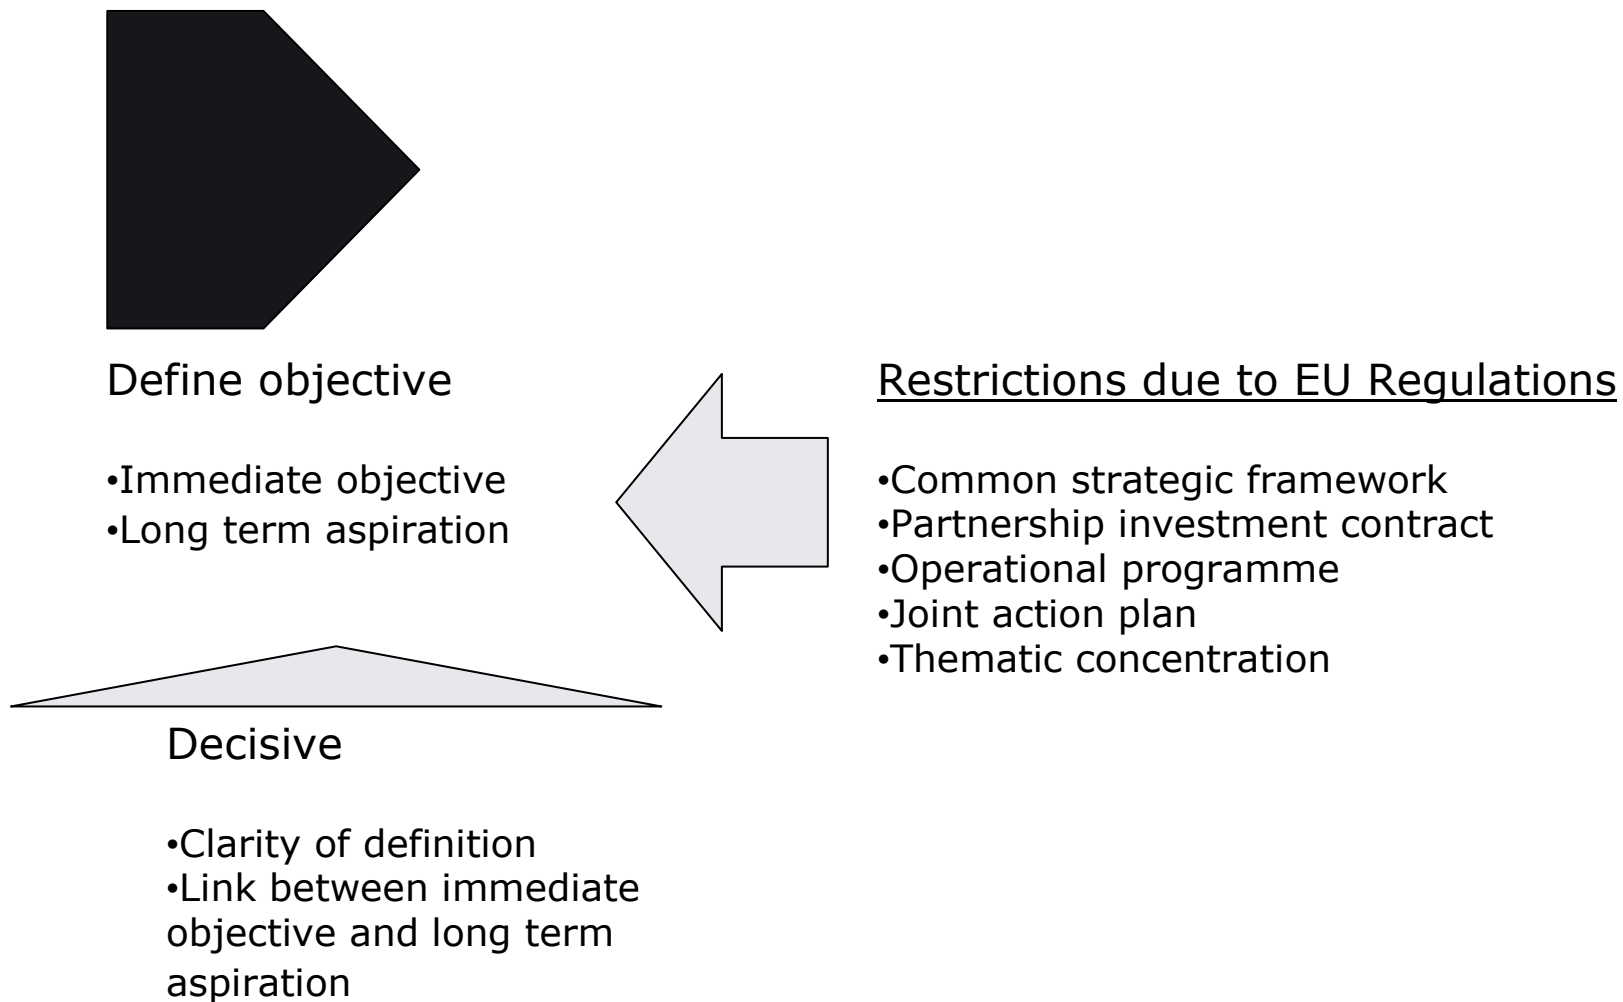 Define objective
•Immediate objective
•Long term aspiration
Restrictions due to EU Regulations
•Common strategic framework
•Partnership investment contract
•Operational programme
•Joint action plan
•Thematic concentration
Decisive
•Clarity of definition
•Link between immediate
objective and long term
aspiration